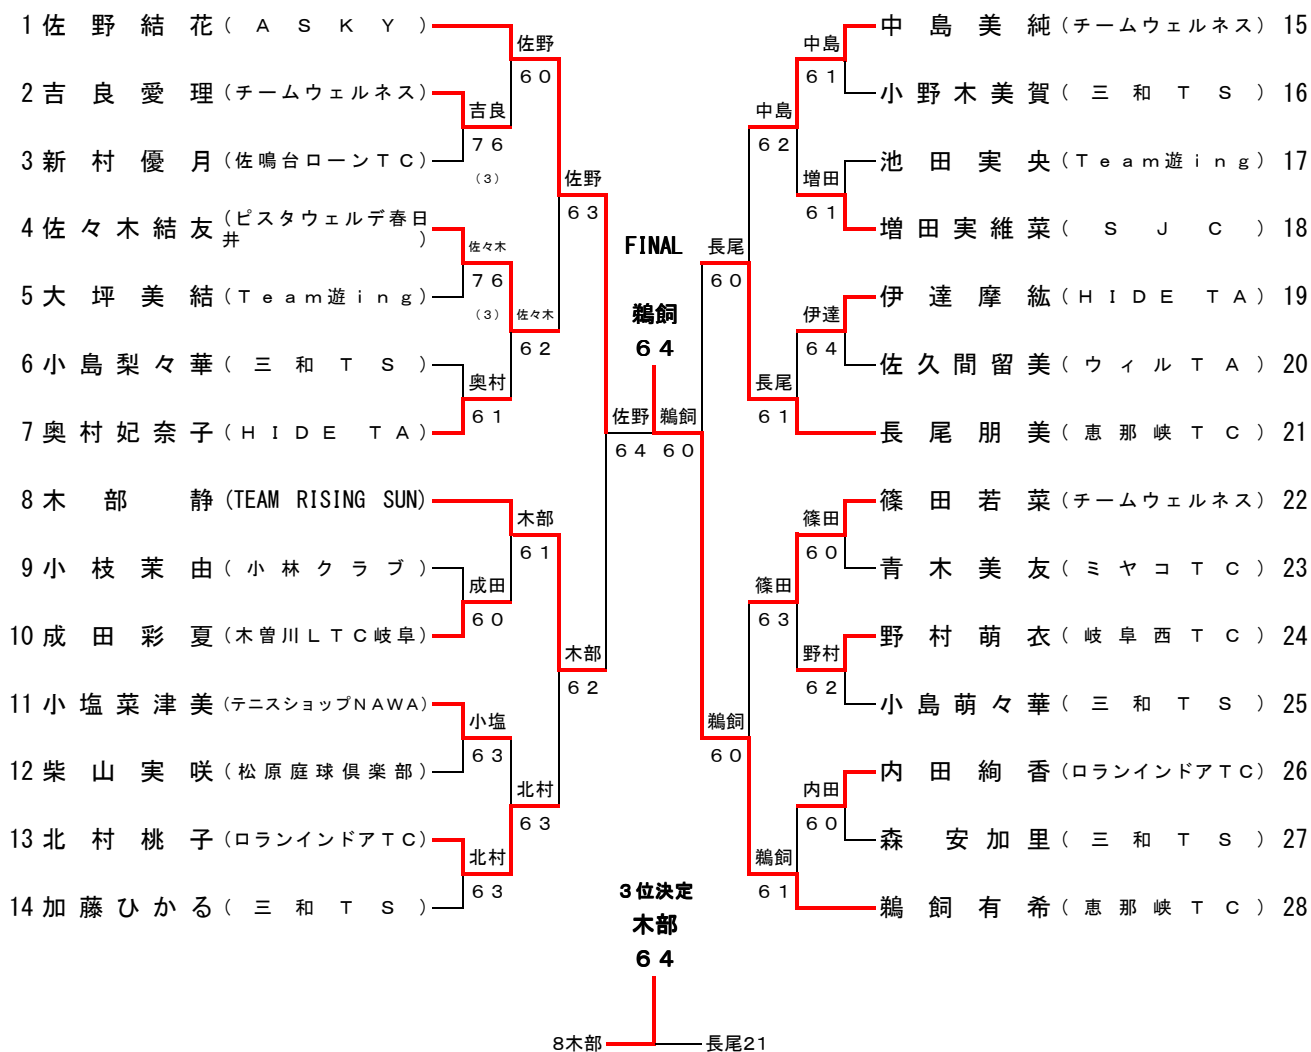 1 佐野結花 (ASKY)
2 吉良愛理 (チームウェルネス)
3 新村優月 (佐鳴台ローンTC)
4 佐々木結友 (ピスタウェルデ春日井)
5 大坪美結 (Team遊ing)
6 小島梨々華 (三和TS)
7 奥村妃奈子 (HIDE TA)
8 木部静 (TEAM RISING SUN)
9 小枝茉由 (小林クラブ)
10 成田彩夏 (木曽川LTC岐阜)
11 小塩菜津美 (テニスショップNAWA)
12 柴山実咲 (松原庭球倶楽部)
13 北村桃子 (ロランインドアTC)
14 加藤ひかる (三和TS)
吉良
76
(3)
佐々木
76
(3)
奥村
61
成田
60
小塩
63
北村
63
佐野
60
佐々木
62
木部
61
北村
63
佐野
63
木部
62
佐野
64
FINAL
鵜飼
64
鵜飼
60
長尾
60
鵜飼
60
中島
62
長尾
61
篠田
63
鵜飼
61
中島
61
増田
61
伊達
64
篠田
60
野村
62
内田
60
中島美純 (チームウェルネス) 15
小野木美賀 (三和TS) 16
池田実央 (Team遊ing) 17
増田実維菜 (SJC) 18
伊達摩紘 (HIDE TA) 19
佐久間留美 (ウィルTA) 20
長尾朋美 (恵那峡TC) 21
篠田若菜 (チームウェルネス) 22
青木美友 (ミヤコTC) 23
野村萌衣 (岐阜西TC) 24
小島萌々華 (三和TS) 25
内田絢香 (ロランインドアTC) 26
森安加里 (三和TS) 27
鵜飼有希 (恵那峡TC) 28
3位決定
木部
64
8木部
長尾21